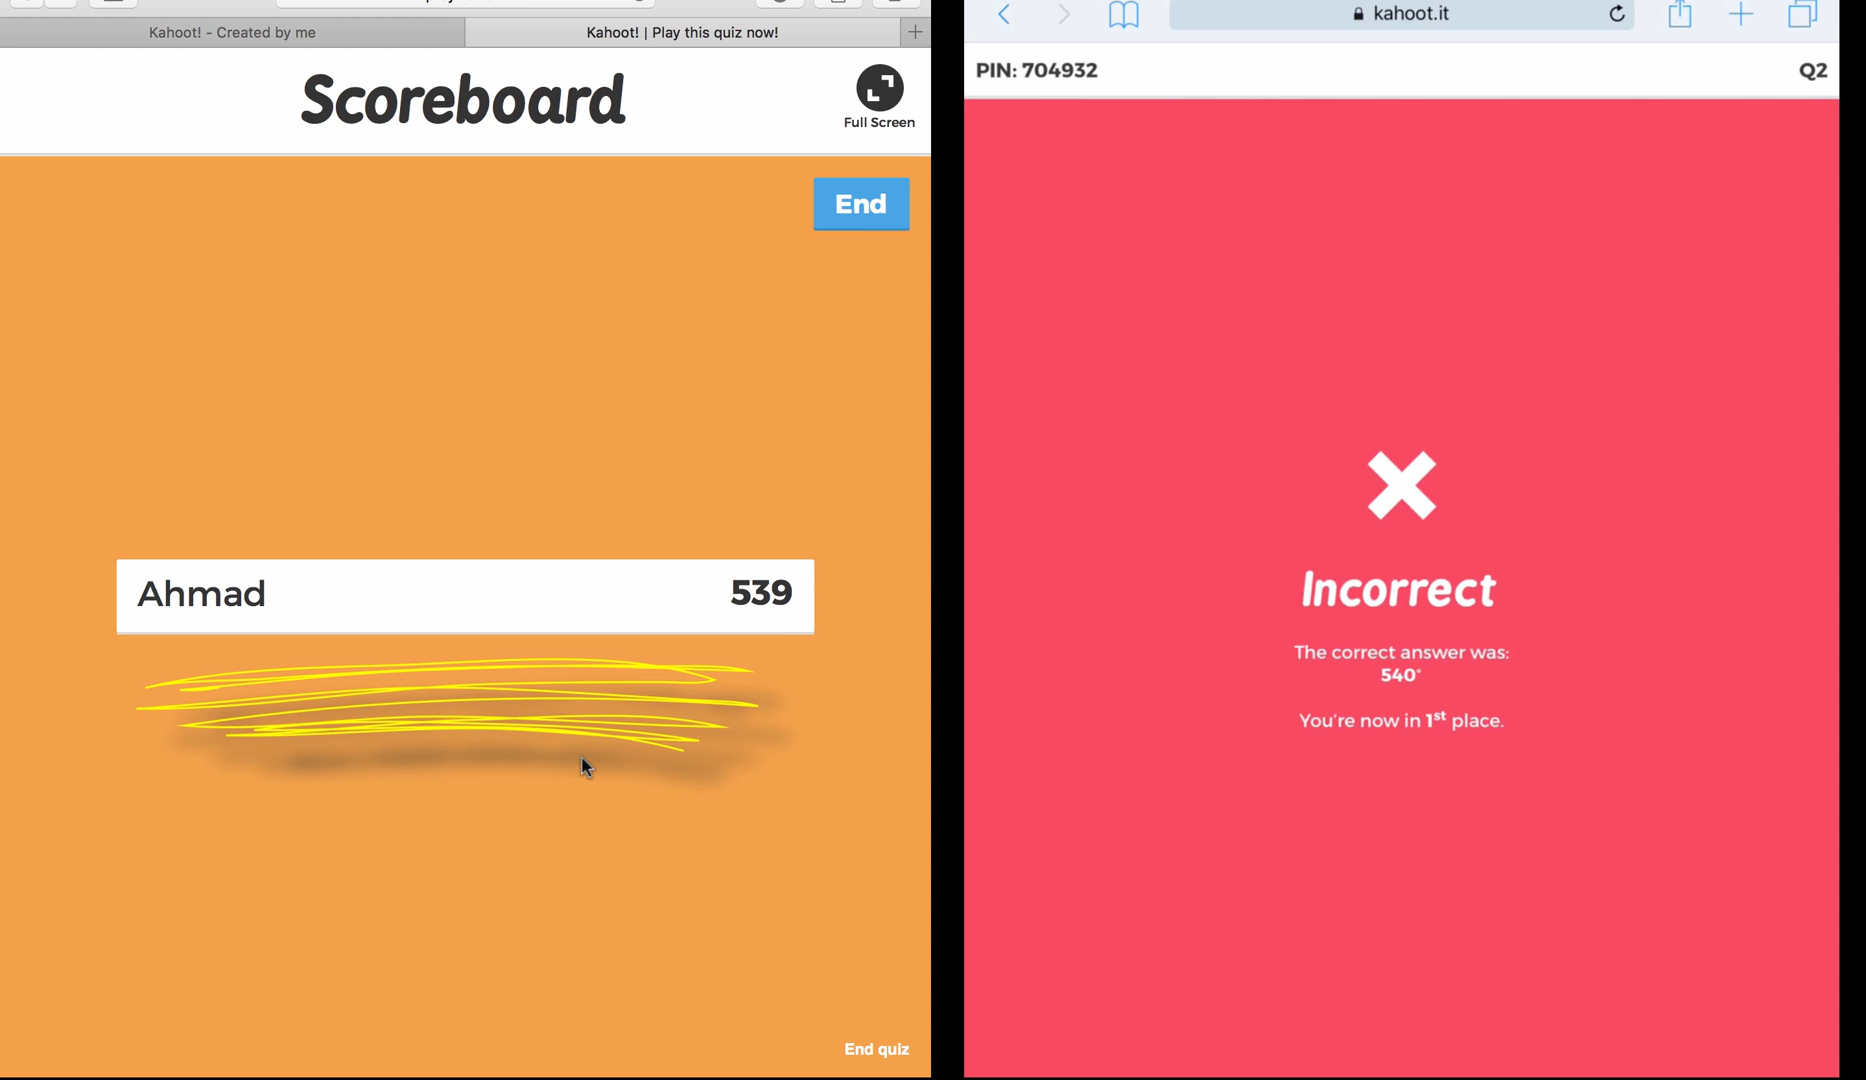 Kahoot! - Created by me
Kahoot! | Play this quiz now!
Scoreboard
Full Screen
End
Ahmad 539
End quiz
kahoot.it
PIN: 704932 Q2
Incorrect
The correct answer was:
540°
You're now in 1st place.